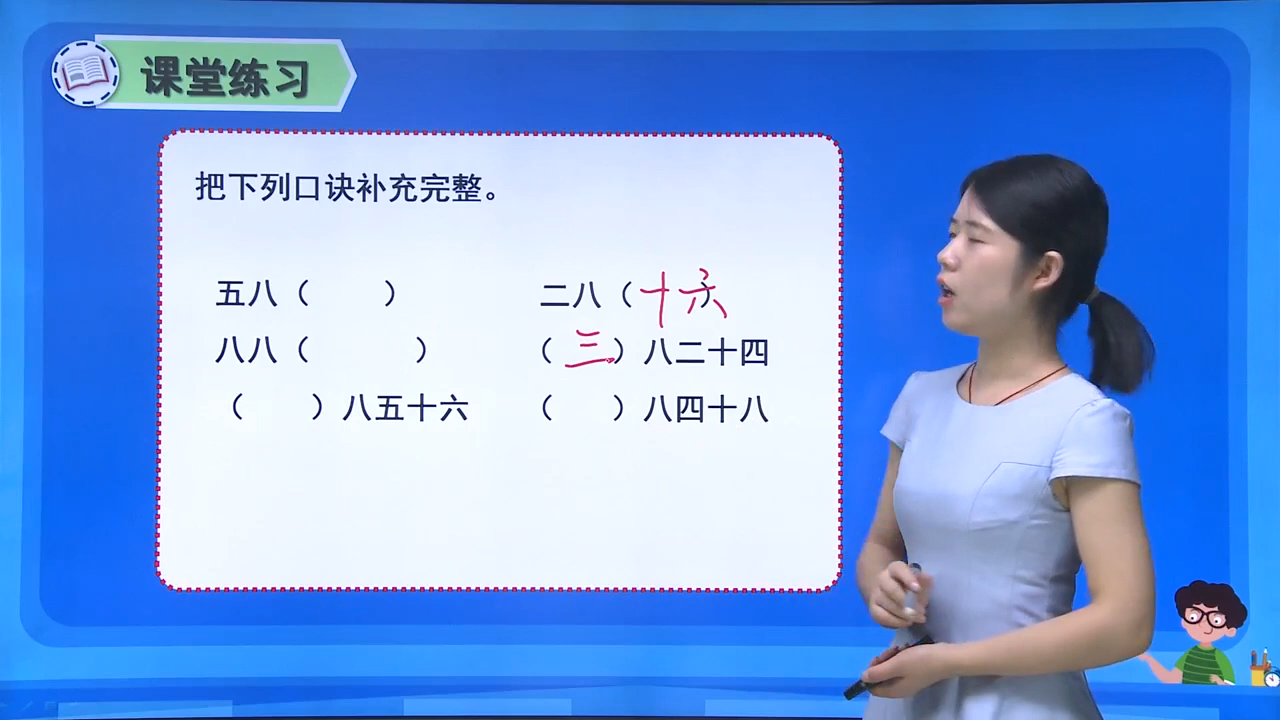 课堂练习
把下列口诀补充完整。
五八（ ） 二八（十六）
八八（ ） （三）八二十四
（ ）八五十六 （ ）八四十八